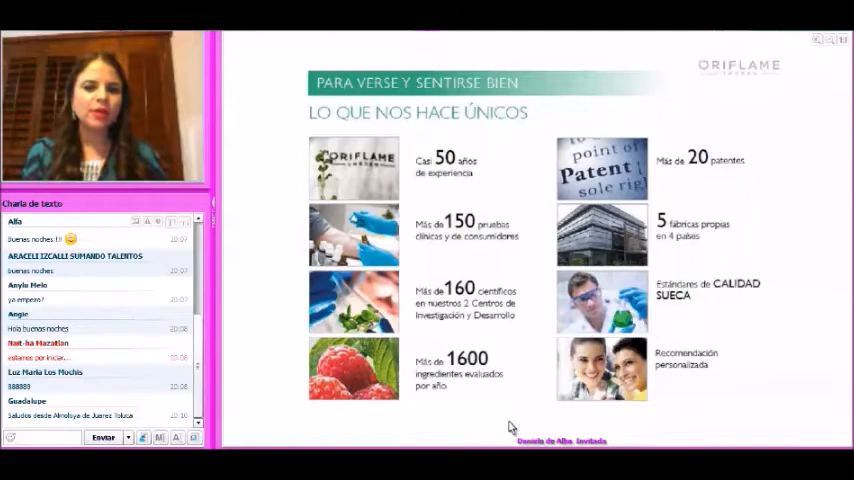 ORIFLAME
SWEDEN
PARA VERSE Y SENTIRSE BIEN
LO QUE NOS HACE ÚNICOS
ORIFLAME
SWEDEN
Casi 50 años
de experiencia
Más de 150 pruebas
clínicas y de consumidores
Más de 160 científicos
en nuestros 2 Centros de
Investigación y Desarrollo
Más de 1600
ingredientes evaluados
por año
point of
Patent
sole rig
Más de 20 patentes
5 fábricas propias
en 4 países
Estándares de CALIDAD
SUECA
Recomendación
personalizada
Charla de texto
Alfa
Buenas noches !!! 20:07
ARACELI IZCALLI SUMANDO TALENTOS
buenas noches 20:07
Anylu Melo
ya empezo? 20:07
Angie
Hola buenas noches 20:08
Nait-ha Mazatlan
estamos por iniciar... 20:08
Luz Maria Los Mochis
888888 20:08
Guadalupe
Saludos desde Almoloya de Juarez Toluca 20:10
Enviar
Daniela de Alba Invitada